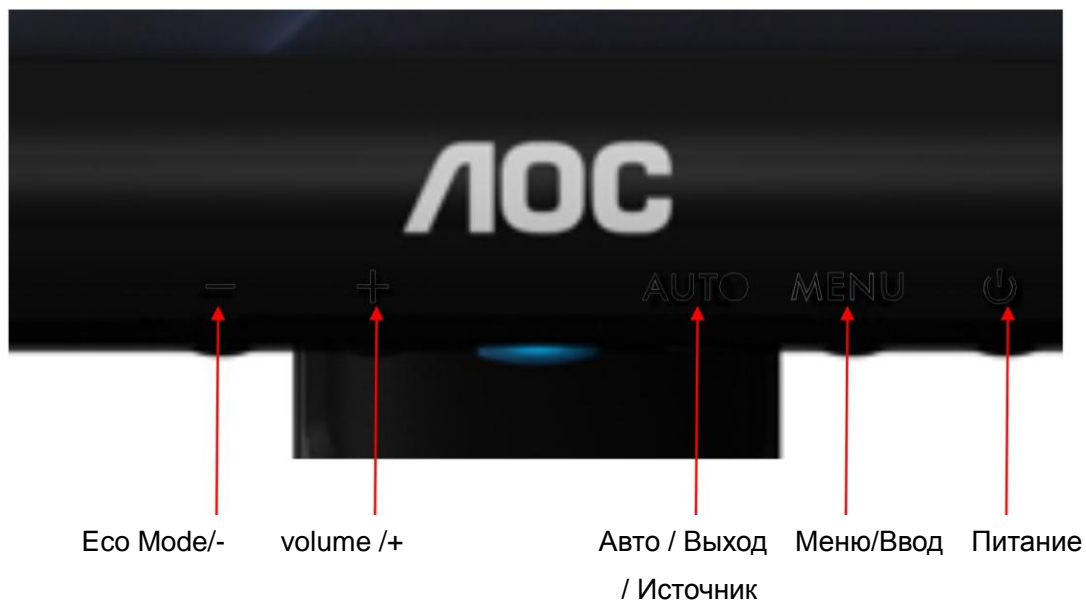 AOC
− + AUTO MENU
Eco Mode/- volume /+ Авто / Выход Меню/Ввод Питание
/ Источник